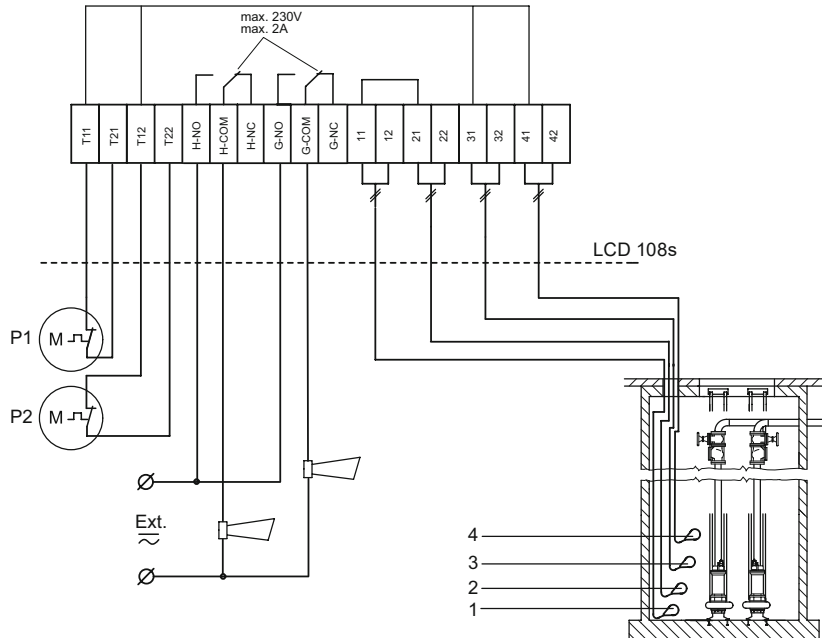 max. 230V
max. 2A
T11
T21
T12
T22
H-NO
H-COM
H-NC
G-NO
G-COM
G-NC
11
12
21
22
31
32
41
42
LCD 108s
P1
M
P2
M
Ext.
4
3
2
1